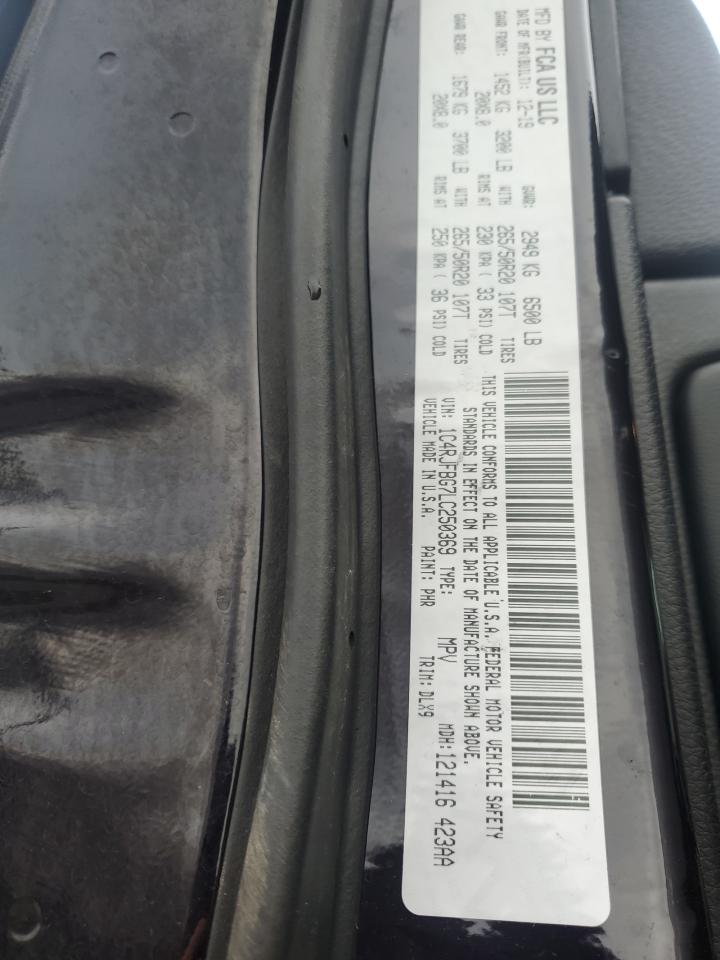 MFD BY FCA US LLC
DATE OF MFR(BUILT): 12-19 GVWR: 2949 KG 6500 LB
GAWR FRONT: 1452 KG 3200 LB WITH 265/50R20 107T TIRES
20X8.0 RIMS AT 230 KPA ( 33 PSI) COLD
GAWR REAR: 1679 KG 3700 LB WITH 265/50R20 107T TIRES
20X8.0 RIMS AT 250 KPA ( 36 PSI) COLD
THIS VEHICLE CONFORMS TO ALL APPLICABLE U.S.A. FEDERAL MOTOR VEHICLE SAFETY
STANDARDS IN EFFECT ON THE DATE OF MANUFACTURE SHOWN ABOVE.
VIN: 1C4RJFBG7LC250369 TYPE: MPV MDH:121416 423AA
VEHICLE MADE IN U.S.A. PAINT: PHR TRIM: DLX9